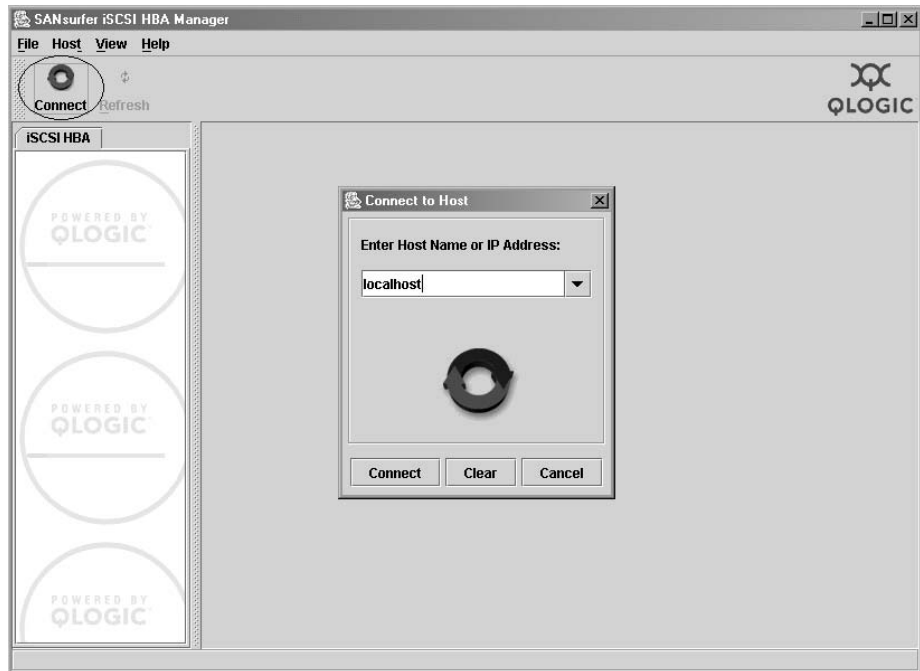 SANsurfer iSCSI HBA Manager
File Host View Help
Connect Refresh
QLOGIC
iSCSI HBA
POWERED BY
QLOGIC
POWERED BY
QLOGIC
POWERED BY
QLOGIC
Connect to Host
Enter Host Name or IP Address:
localhost
Connect Clear Cancel